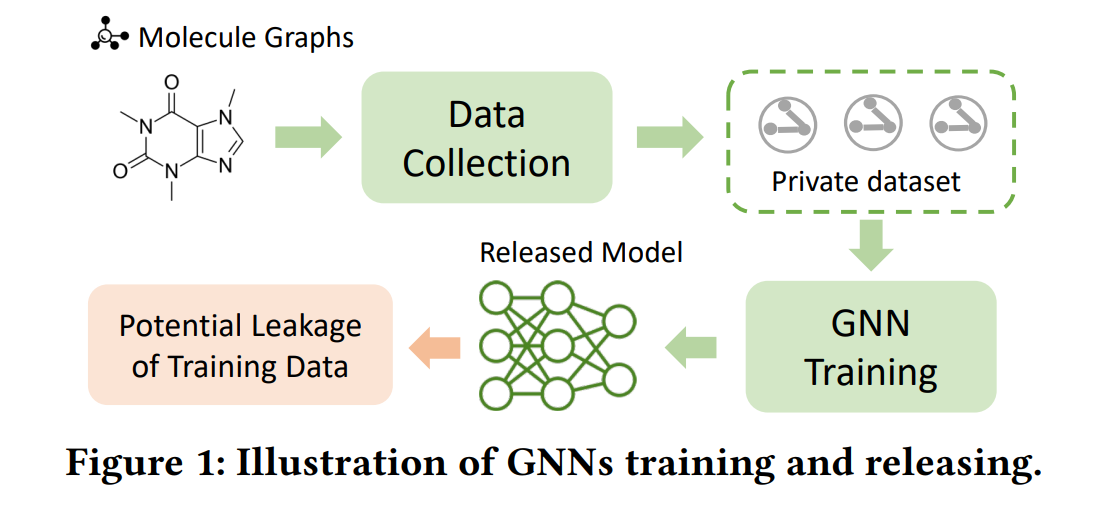 Molecule Graphs
O
N
N
O
N
N
Data
Collection
Private dataset
Released Model
Potential Leakage
of Training Data
GNN
Training
Figure 1: Illustration of GNNs training and releasing.